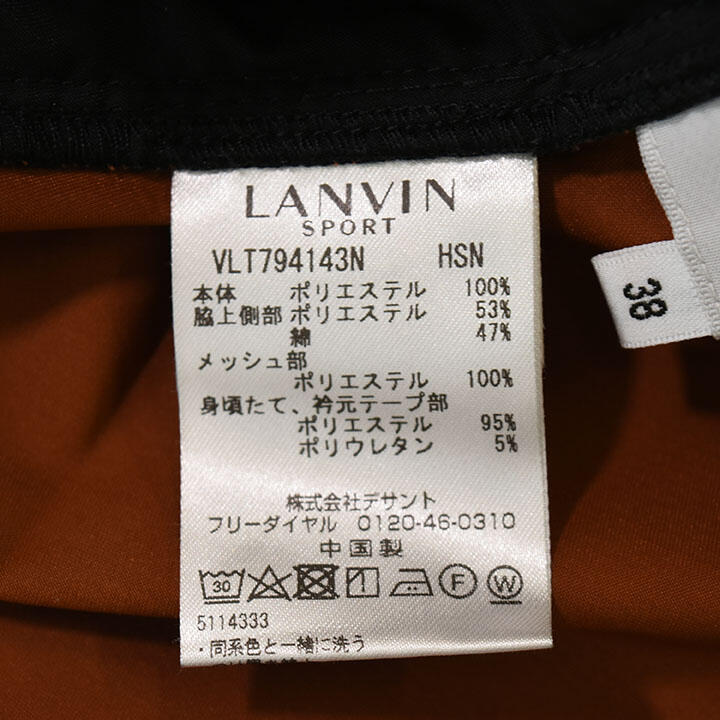 LANVIN
SPORT
VLT794143N HSN
本体 ポリエステル 100%
脇上側部 ポリエステル 53%
綿 47%
メッシュ部
ポリエステル 100%
身頃たて、衿元テープ部
ポリエステル 95%
ポリウレタン 5%
株式会社デサント
フリーダイヤル 0120-46-0310
中国製
30 F W
5114333
・同系色と一緒に洗う
38